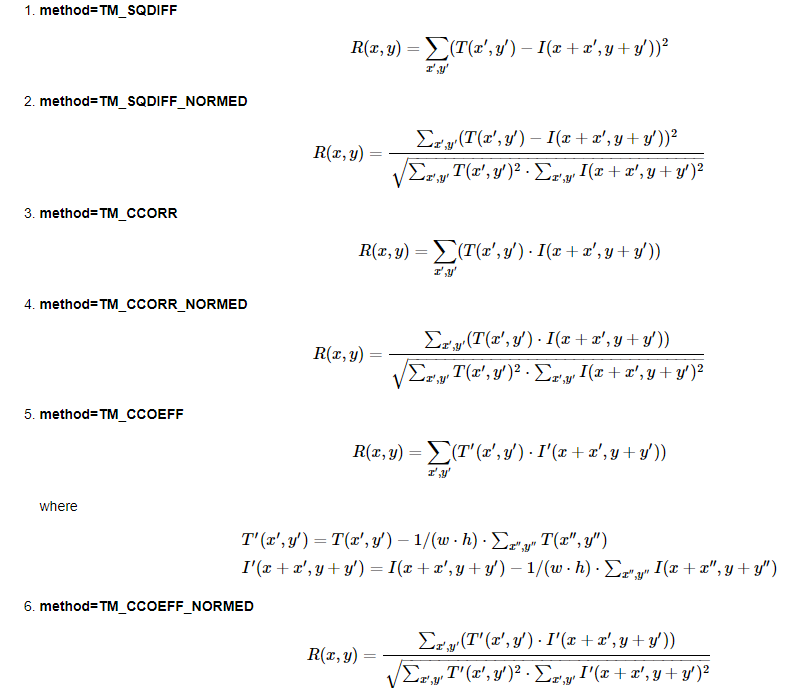 1. method=TM_SQDIFF
R(x, y) = ∑x′,y′ (T(x′, y′) − I(x + x′, y + y′))²
2. method=TM_SQDIFF_NORMED
R(x, y) = ∑x′,y′(T(x′, y′) − I(x + x′, y + y′))² / √(∑x′,y′ T(x′, y′)² · ∑x′,y′ I(x + x′, y + y′)²)
3. method=TM_CCORR
R(x, y) = ∑x′,y′ (T(x′, y′) · I(x + x′, y + y′))
4. method=TM_CCORR_NORMED
R(x, y) = ∑x′,y′(T(x′, y′) · I(x + x′, y + y′)) / √(∑x′,y′ T(x′, y′)² · ∑x′,y′ I(x + x′, y + y′)²)
5. method=TM_CCOEFF
R(x, y) = ∑x′,y′ (T′(x′, y′) · I′(x + x′, y + y′))
where
T′(x′, y′) = T(x′, y′) − 1/(w · h) · ∑x″,y″ T(x″, y″)
I′(x + x′, y + y′) = I(x + x′, y + y′) − 1/(w · h) · ∑x″,y″ I(x + x″, y + y″)
6. method=TM_CCOEFF_NORMED
R(x, y) = ∑x′,y′(T′(x′, y′) · I′(x + x′, y + y′)) / √(∑x′,y′ T′(x′, y′)² · ∑x′,y′ I′(x + x′, y + y′)²)